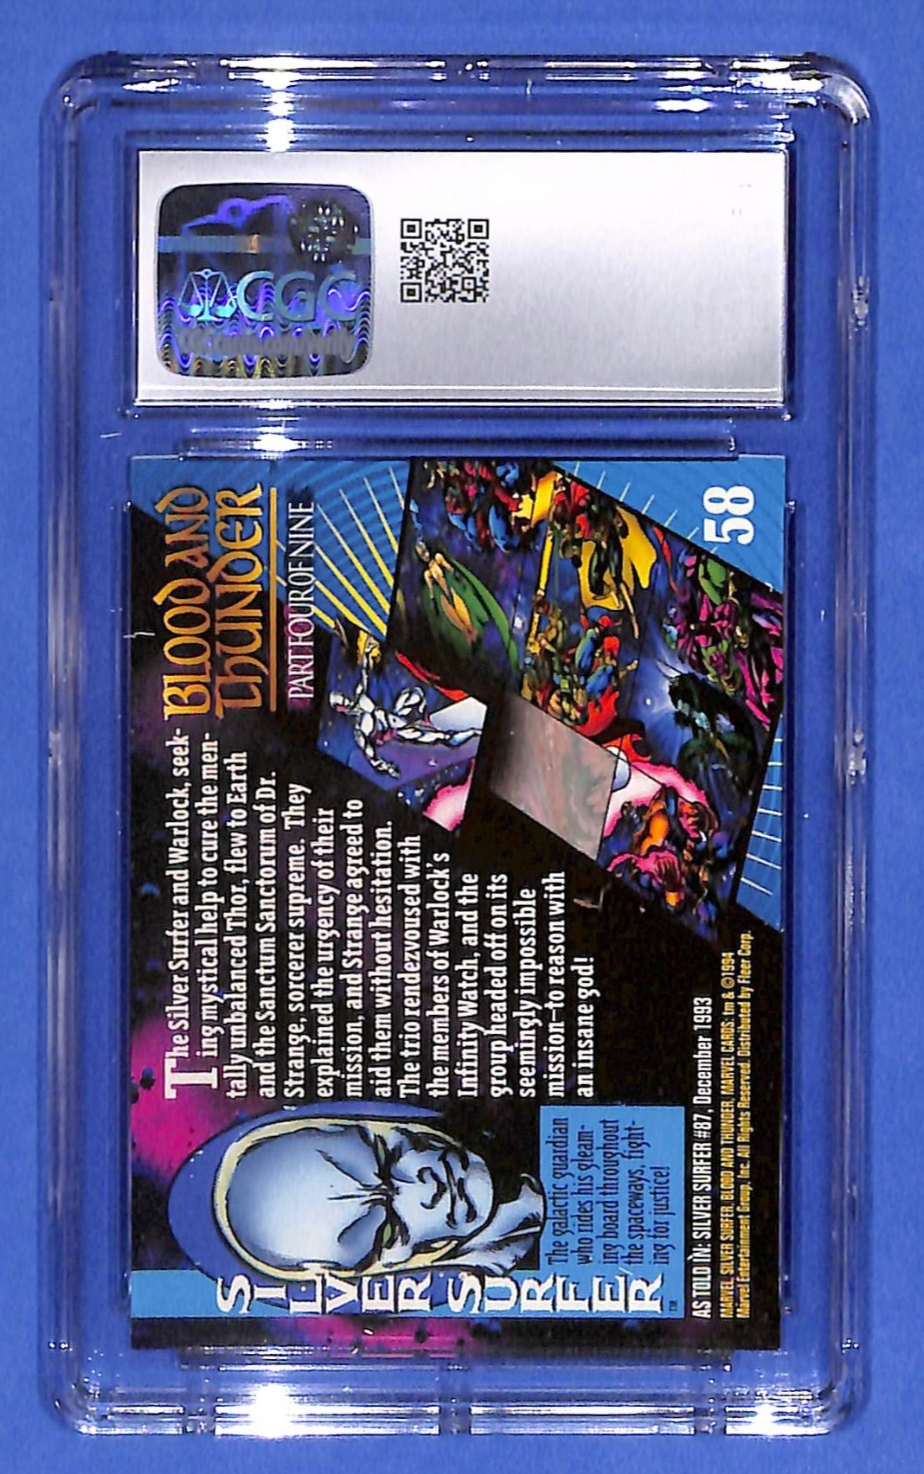 CGC
BLOOD AND
THUNDER
PART FOUR OF NINE
58
The Silver Surfer and Warlock, seek-
ing mystical help to cure the men-
tally unbalanced Thor, flew to Earth
and the Sanctum Sanctorum of Dr.
Strange, sorcerer supreme. They
explained the urgency of their
mission, and Strange agreed to
aid them without hesitation.
The trio rendezvoused with
the members of Warlock's
Infinity Watch, and the
group headed off on its
seemingly impossible
mission—to reason with
an insane god!
SILVER SURFER™
The galactic guardian
who rides his gleam-
ing board throughout
the spaceways, fight-
ing for justice!
AS TOLD IN: SILVER SURFER #87, December 1993
MARVEL, SILVER SURFER, BLOOD AND THUNDER, MARVEL CARDS: tm & ©1994
Marvel Entertainment Group, Inc. All Rights Reserved. Distributed by Fleer Corp.